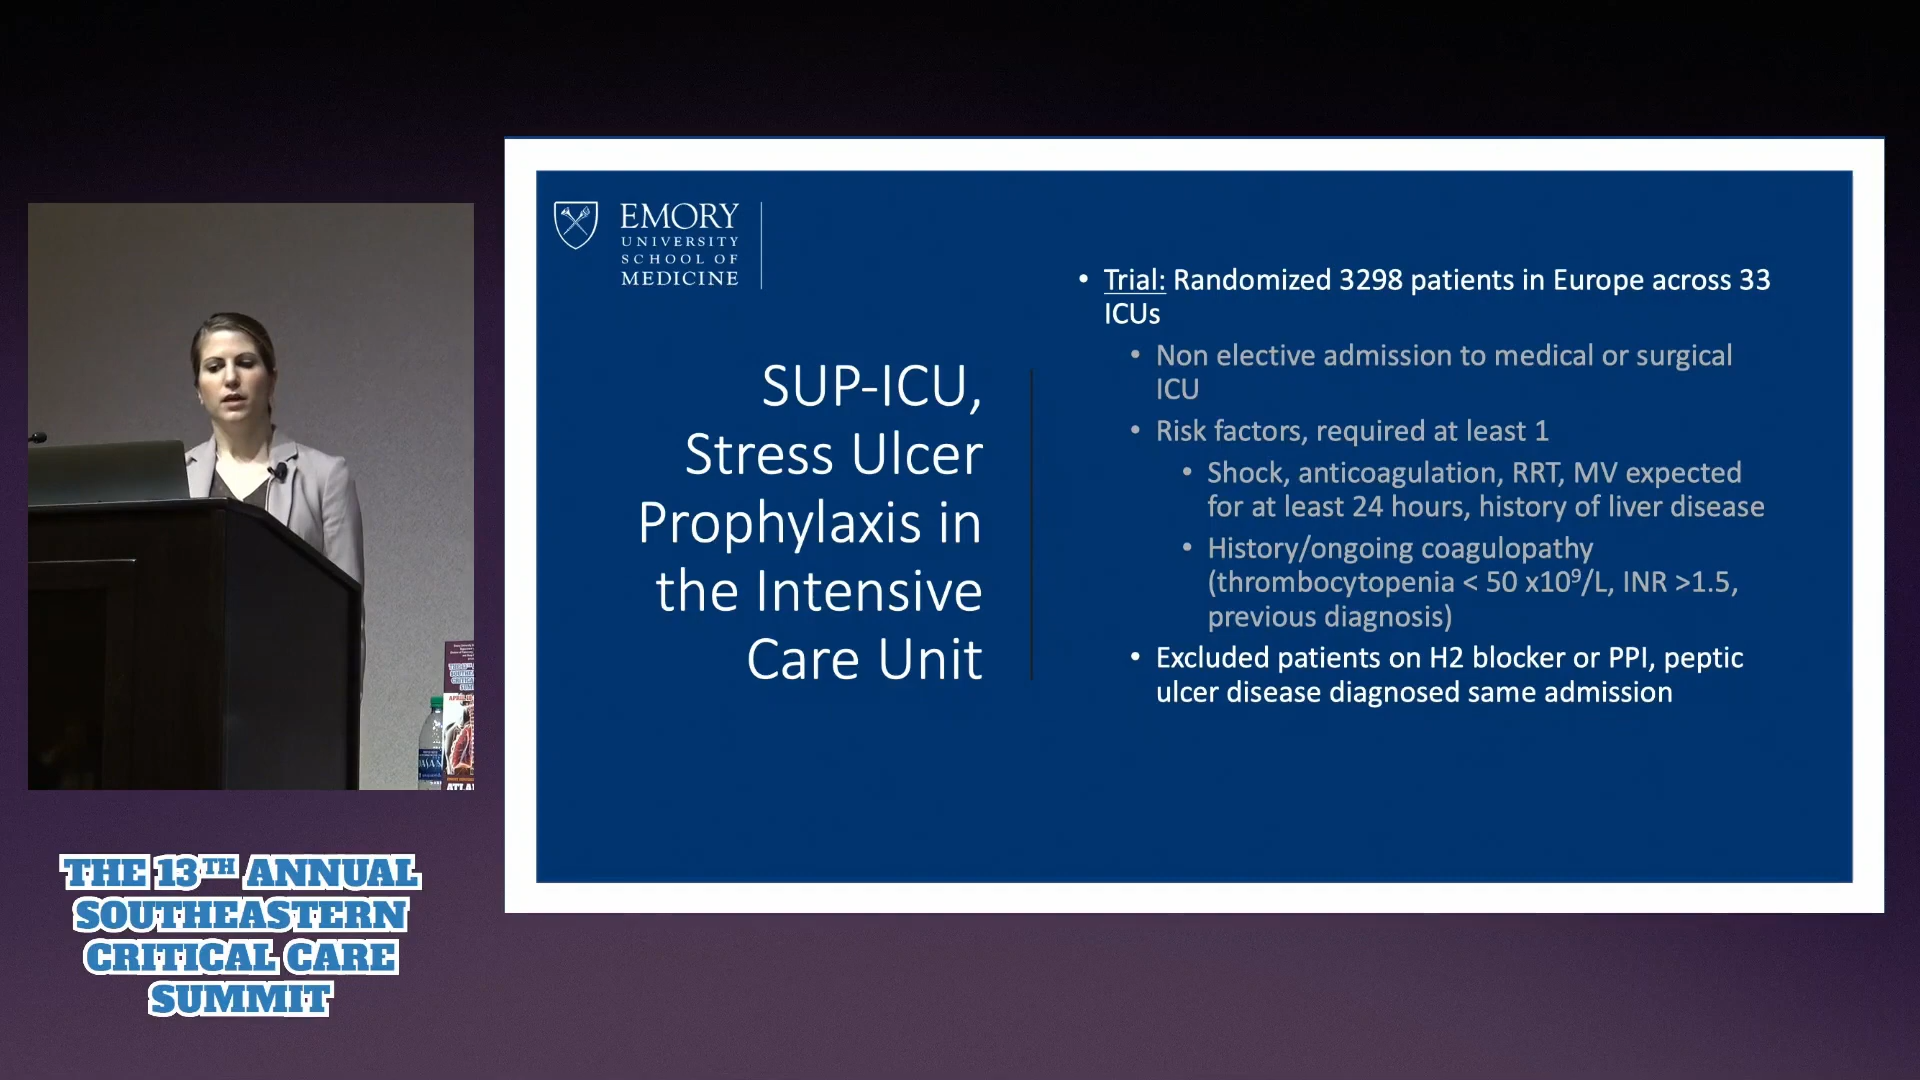 EMORY
UNIVERSITY
SCHOOL OF
MEDICINE
SUP-ICU,
Stress Ulcer
Prophylaxis in
the Intensive
Care Unit
• Trial: Randomized 3298 patients in Europe across 33
ICUs
• Non elective admission to medical or surgical
ICU
• Risk factors, required at least 1
• Shock, anticoagulation, RRT, MV expected
for at least 24 hours, history of liver disease
• History/ongoing coagulopathy
(thrombocytopenia < 50 x10⁹/L, INR >1.5,
previous diagnosis)
• Excluded patients on H2 blocker or PPI, peptic
ulcer disease diagnosed same admission
THE 13TH ANNUAL
SOUTHEASTERN
CRITICAL CARE
SUMMIT